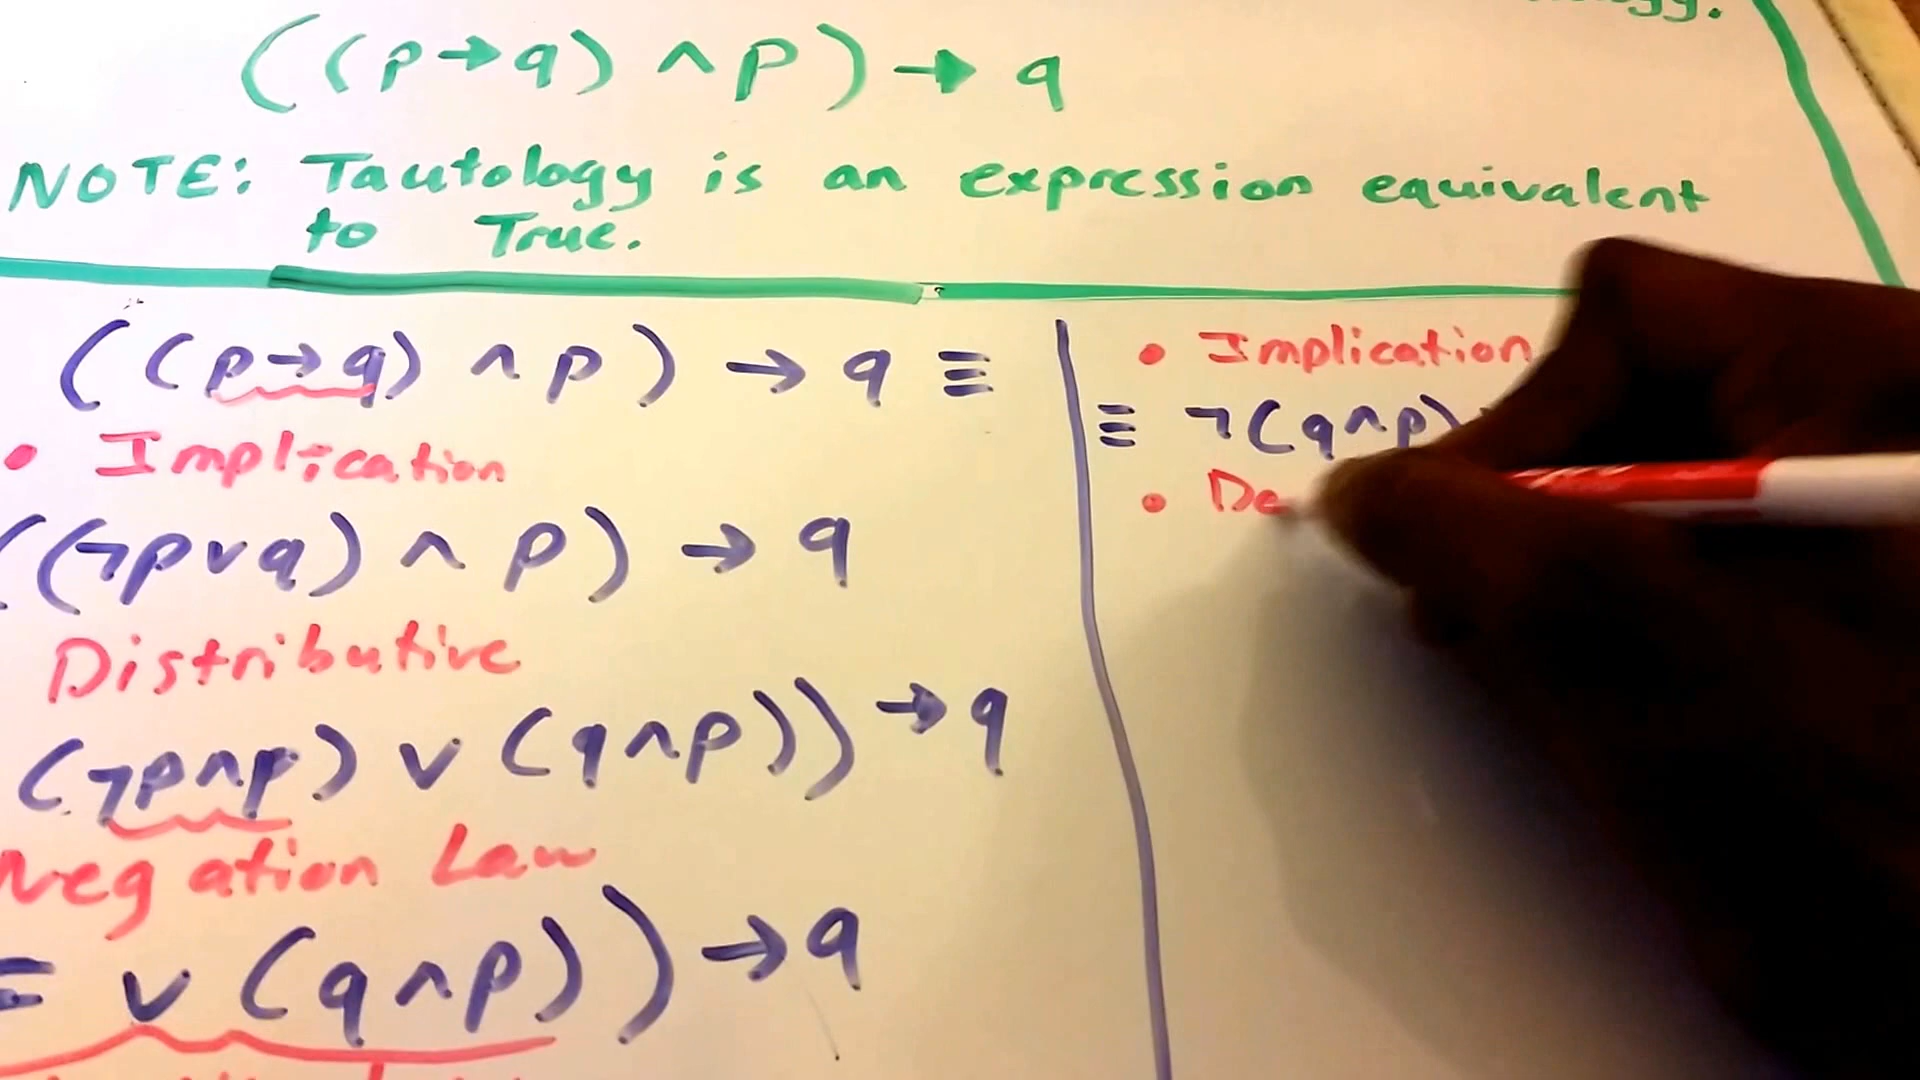 ((p→q) ∧ p) → q
NOTE: Tautology is an expression equivalent
to True.
((p→q) ∧ p) → q ≡
• Implication
((¬p∨q) ∧ p) → q
Distributive
(¬p∧p) ∨ (q∧p)) → q
Negation Law
≡ ∨ (q∧p)) → q
• Implication
≡ ¬(q∧p)
• De